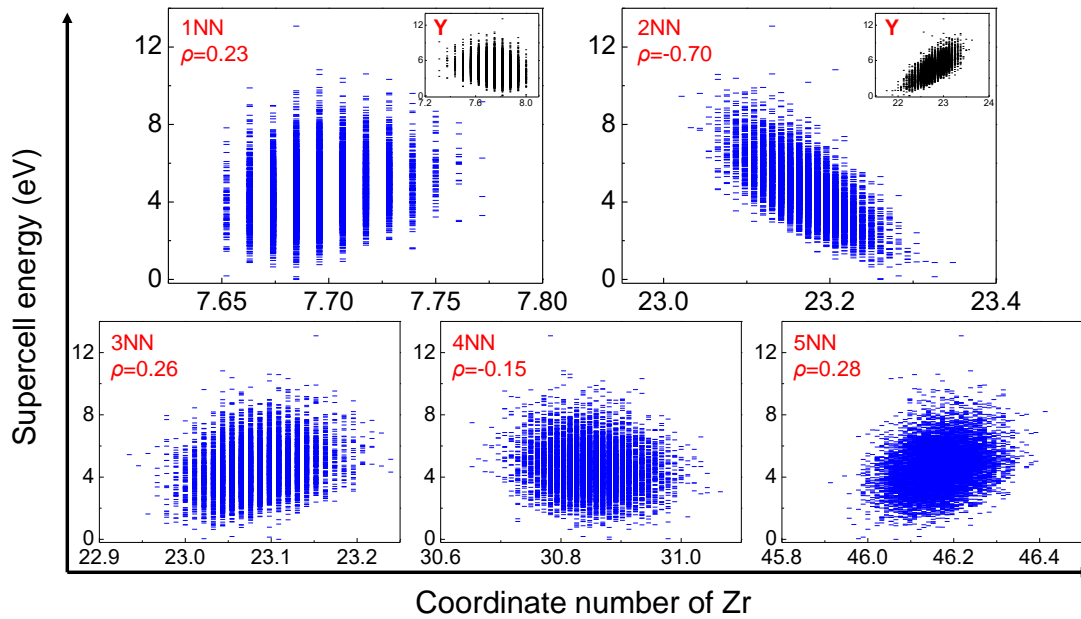 Supercell energy (eV)
1NN
ρ=0.23
12
8
4
0
7.65 7.70 7.75 7.80
Y
12
6
0
7.2 7.6 8.0
2NN
ρ=-0.70
12
8
4
0
23.0 23.2 23.4
Y
12
6
0
22 23 24
3NN
ρ=0.26
12
8
4
0
22.9 23.0 23.1 23.2
4NN
ρ=-0.15
12
8
4
0
30.6 30.8 31.0
5NN
ρ=0.28
12
8
4
0
45.8 46.0 46.2 46.4
Coordinate number of Zr